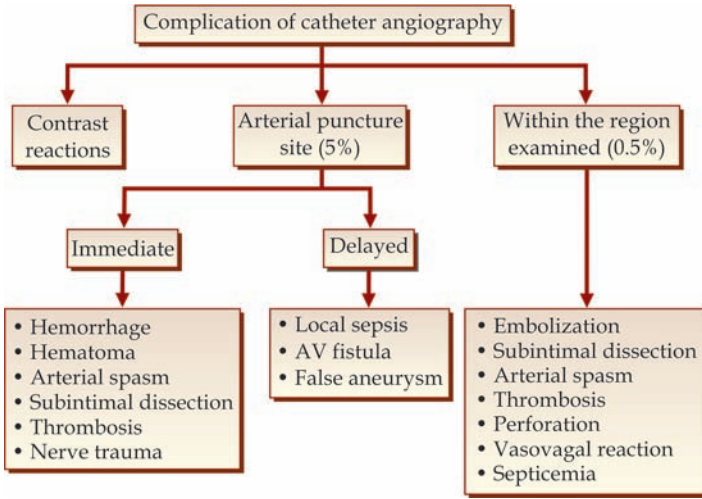 Complication of catheter angiography
Contrast
reactions
Arterial puncture
site (5%)
Within the region
examined (0.5%)
Immediate
Delayed
• Hemorrhage
• Hematoma
• Arterial spasm
• Subintimal dissection
• Thrombosis
• Nerve trauma
• Local sepsis
• AV fistula
• False aneurysm
• Embolization
• Subintimal dissection
• Arterial spasm
• Thrombosis
• Perforation
• Vasovagal reaction
• Septicemia